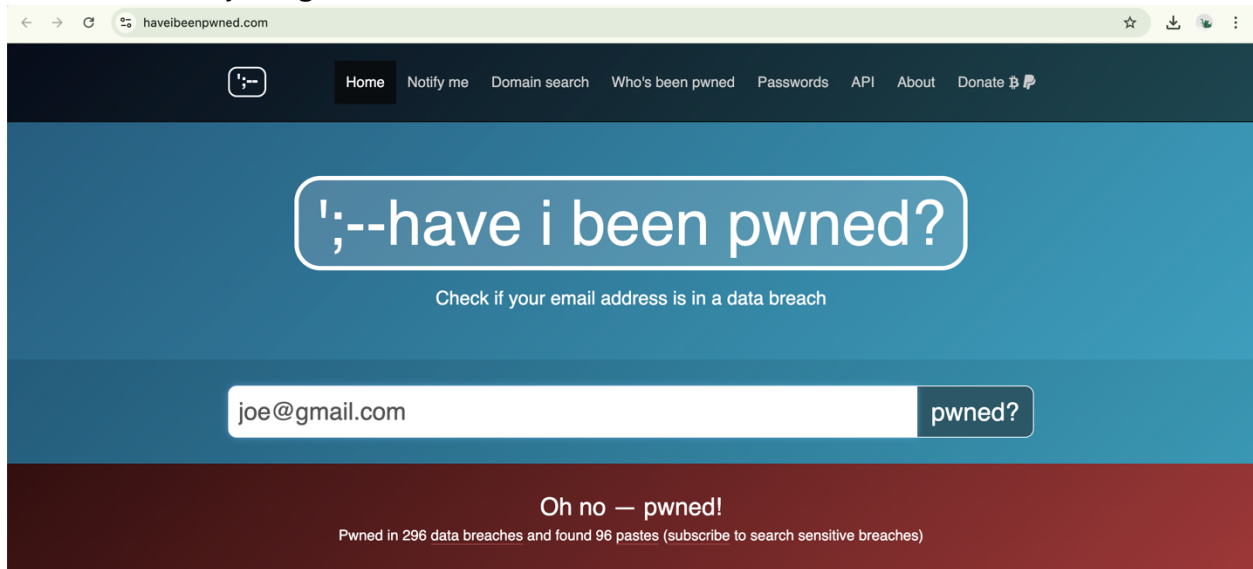 haveibeenpwned.com
';--
Home Notify me Domain search Who's been pwned Passwords API About Donate
';--have i been pwned?
Check if your email address is in a data breach
joe@gmail.com pwned?
Oh no — pwned!
Pwned in 296 data breaches and found 96 pastes (subscribe to search sensitive breaches)